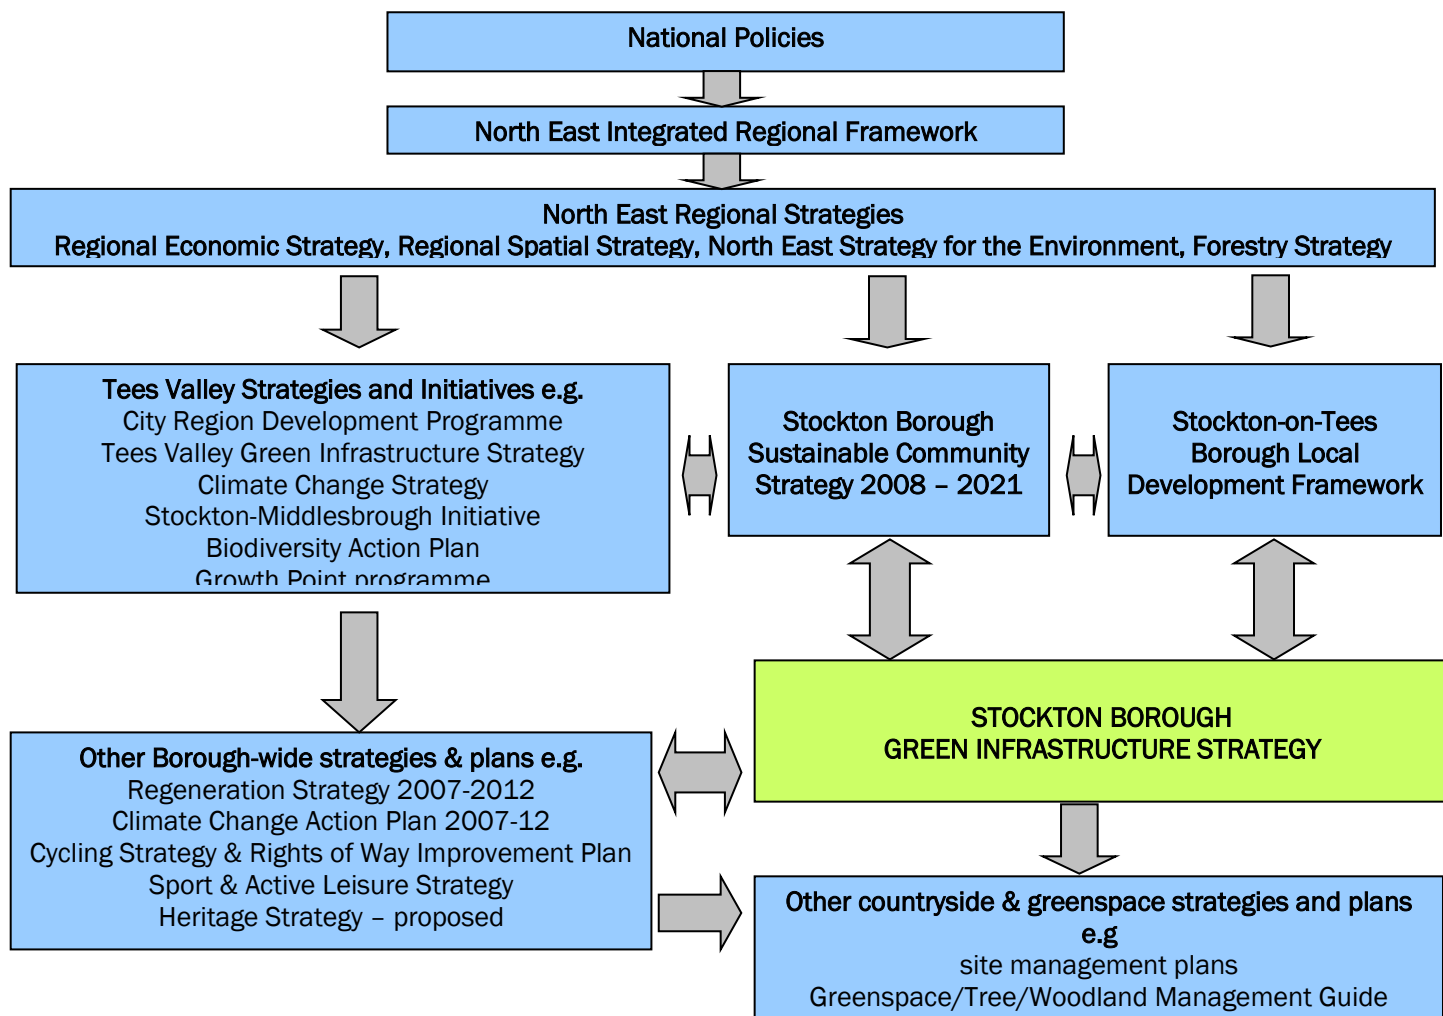 National Policies
North East Integrated Regional Framework
North East Regional Strategies
Regional Economic Strategy, Regional Spatial Strategy, North East Strategy for the Environment, Forestry Strategy
Tees Valley Strategies and Initiatives e.g.
City Region Development Programme
Tees Valley Green Infrastructure Strategy
Climate Change Strategy
Stockton-Middlesbrough Initiative
Biodiversity Action Plan
Growth Point programme
Stockton Borough
Sustainable Community
Strategy 2008 – 2021
Stockton-on-Tees
Borough Local
Development Framework
STOCKTON BOROUGH
GREEN INFRASTRUCTURE STRATEGY
Other Borough-wide strategies & plans e.g.
Regeneration Strategy 2007-2012
Climate Change Action Plan 2007-12
Cycling Strategy & Rights of Way Improvement Plan
Sport & Active Leisure Strategy
Heritage Strategy – proposed
Other countryside & greenspace strategies and plans
e.g
site management plans
Greenspace/Tree/Woodland Management Guide